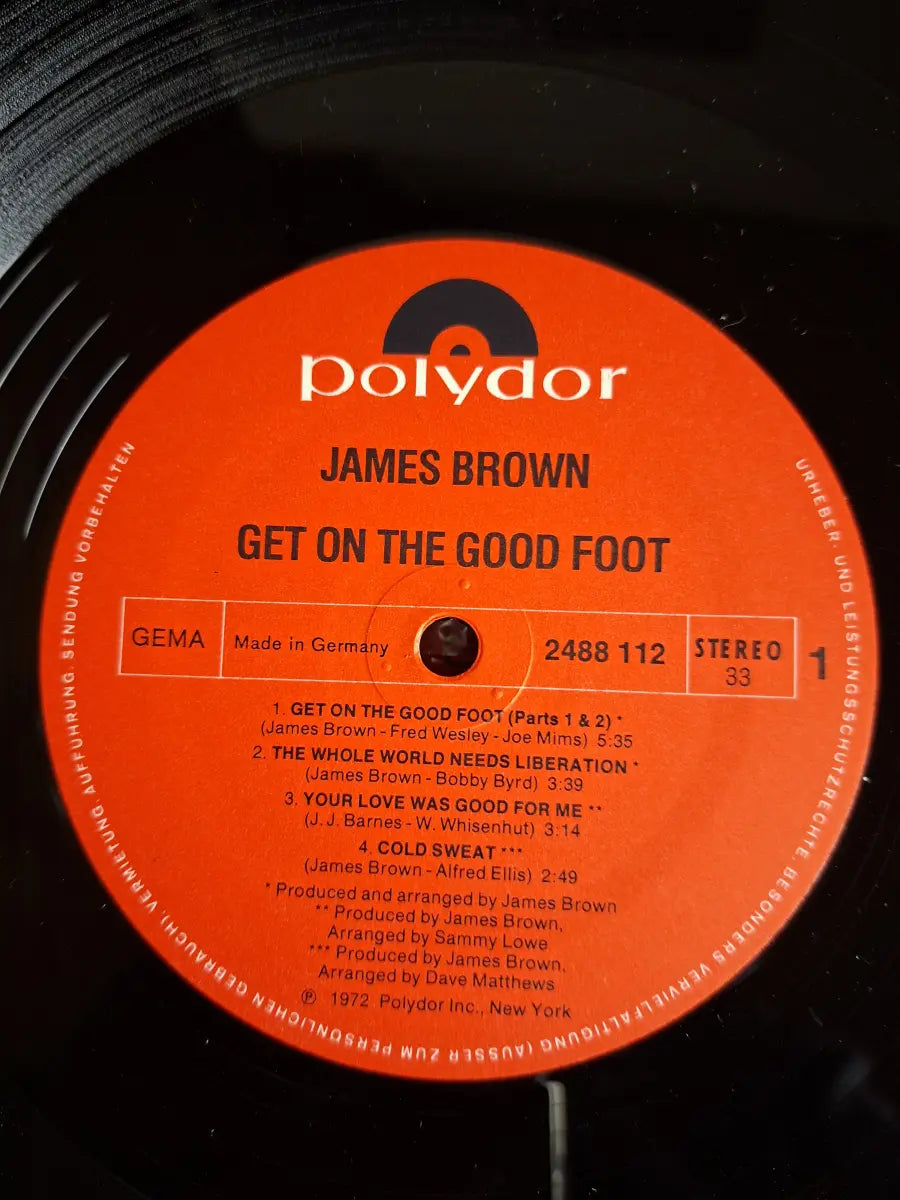 polydor
JAMES BROWN
GET ON THE GOOD FOOT
GEMA
Made in Germany
2488 112
STEREO
33
1
1. GET ON THE GOOD FOOT (Parts 1 & 2) *
(James Brown - Fred Wesley - Joe Mims) 5:35
2. THE WHOLE WORLD NEEDS LIBERATION *
(James Brown - Bobby Byrd) 3:39
3. YOUR LOVE WAS GOOD FOR ME **
(J. J. Barnes - W. Whisenhut) 3:14
4. COLD SWEAT ***
(James Brown - Alfred Ellis) 2:49
* Produced and arranged by James Brown
** Produced by James Brown,
Arranged by Sammy Lowe
*** Produced by James Brown,
Arranged by Dave Matthews
℗ 1972 Polydor Inc., New York
URHEBER- UND LEISTUNGSSCHUTZRECHTE, BESONDERS VERVIELFÄLTIGUNG (AUSSER ZUM PERSÖNLICHEN GEBRAUCH), VERMIETUNG, AUFFÜHRUNG, SENDUNG VORBEHALTEN